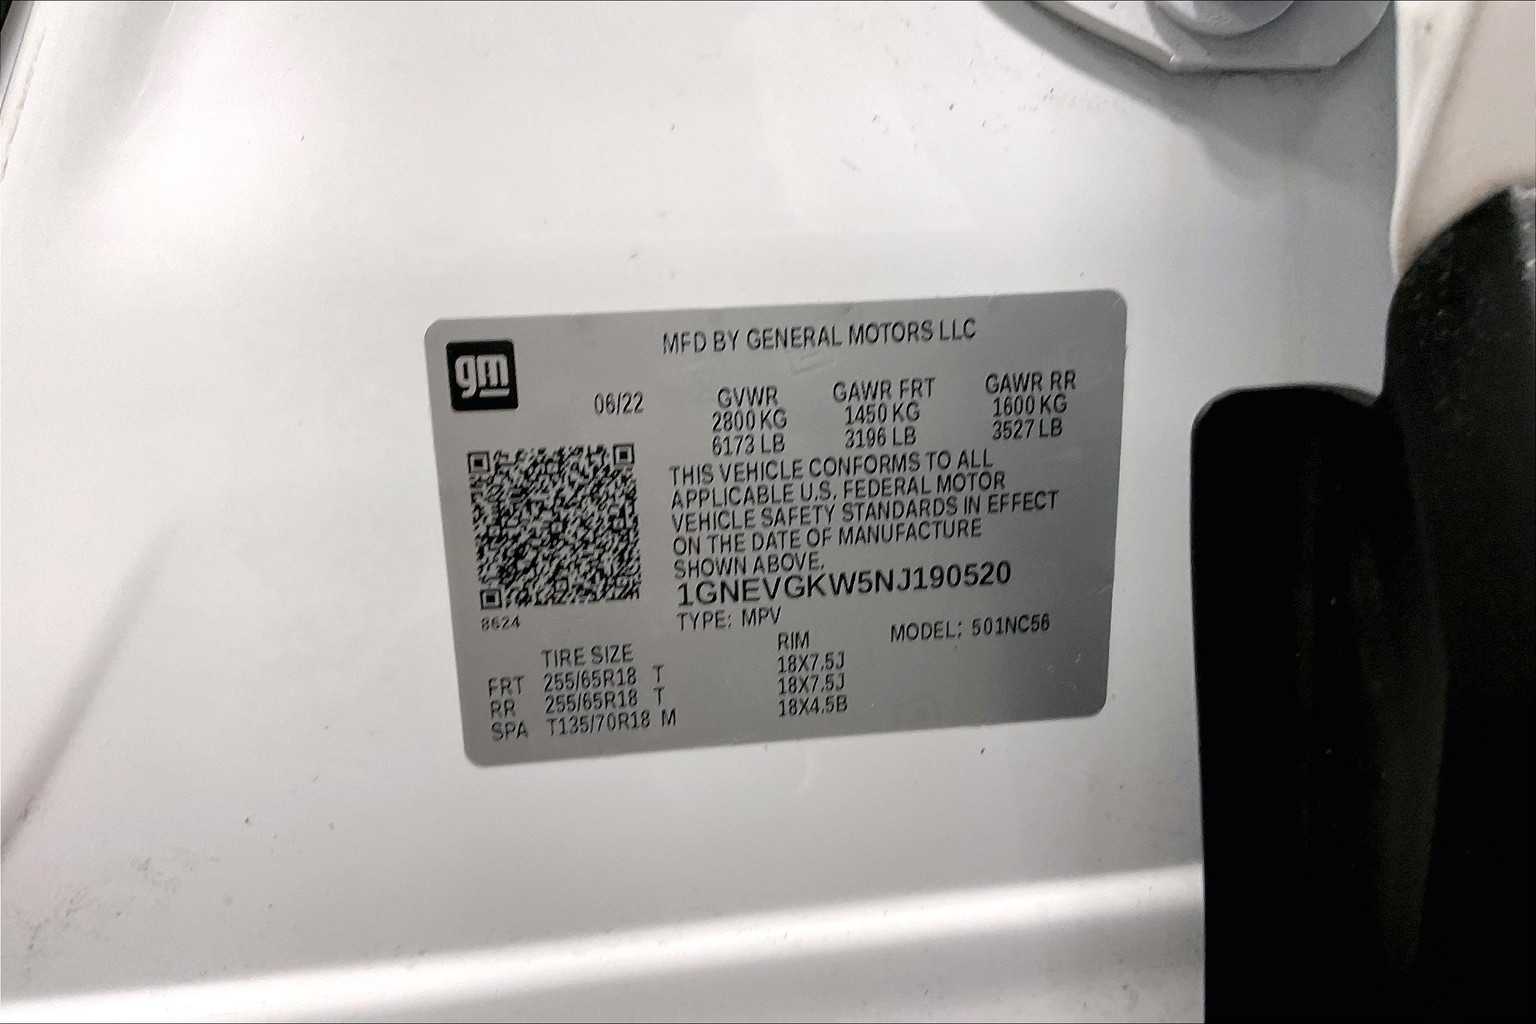 gm
MFD BY GENERAL MOTORS LLC
06/22 GVWR GAWR FRT GAWR RR
2800 KG 1450 KG 1600 KG
6173 LB 3196 LB 3527 LB
THIS VEHICLE CONFORMS TO ALL
APPLICABLE U.S. FEDERAL MOTOR
VEHICLE SAFETY STANDARDS IN EFFECT
ON THE DATE OF MANUFACTURE
SHOWN ABOVE.
1GNEVGKW5NJ190520
8624
TYPE: MPV MODEL: 501NC56
TIRE SIZE RIM
FRT 255/65R18 T 18X7.5J
RR 255/65R18 T 18X7.5J
SPA T135/70R18 M 18X4.5B